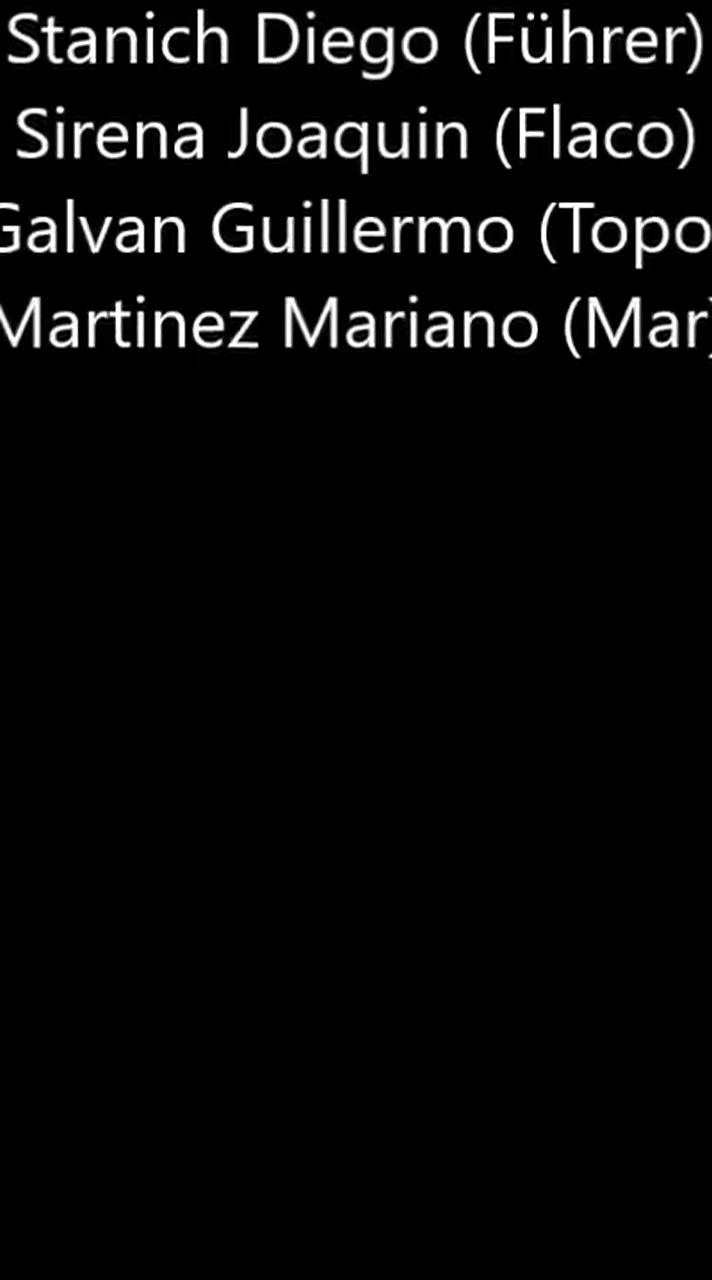 Stanich Diego (Führer)
Sirena Joaquin (Flaco)
Galvan Guillermo (Topo
Martinez Mariano (Mar)